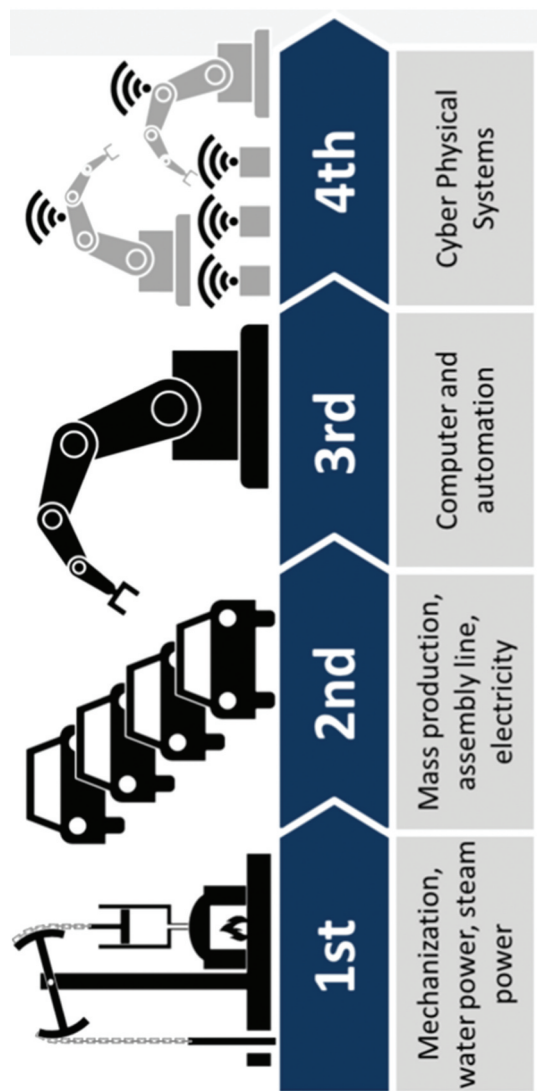 1st
2nd
3rd
4th
Mechanization,
water power, steam
power
Mass production,
assembly line,
electricity
Computer and
automation
Cyber Physical
Systems